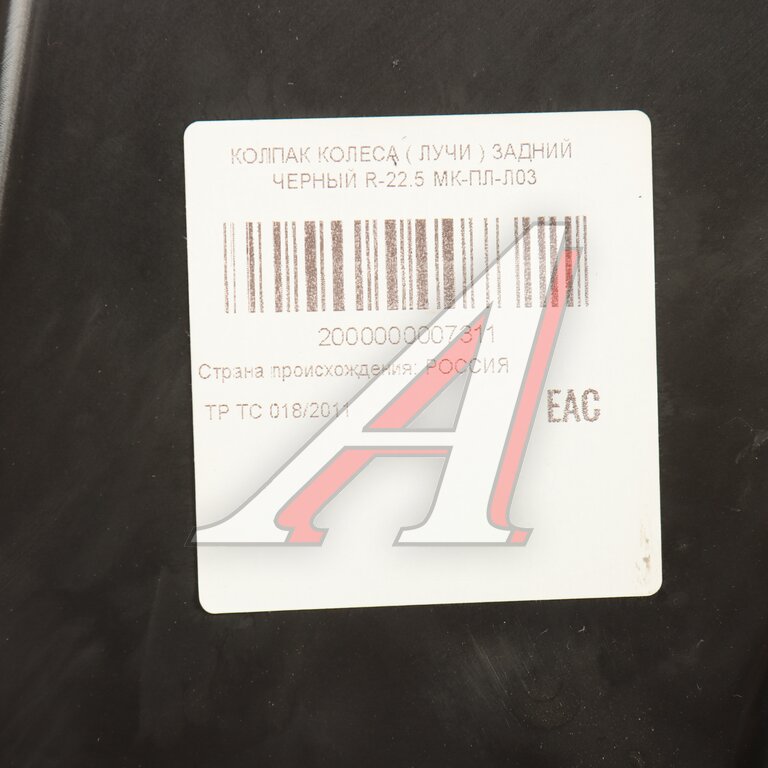 КОЛПАК КОЛЕСА ( ЛУЧИ ) ЗАДНИЙ
ЧЕРНЫЙ R-22.5 МК-ПЛ-Л03
2000000007311
Страна происхождения: РОССИЯ
ТР ТС 018/2011
EAC